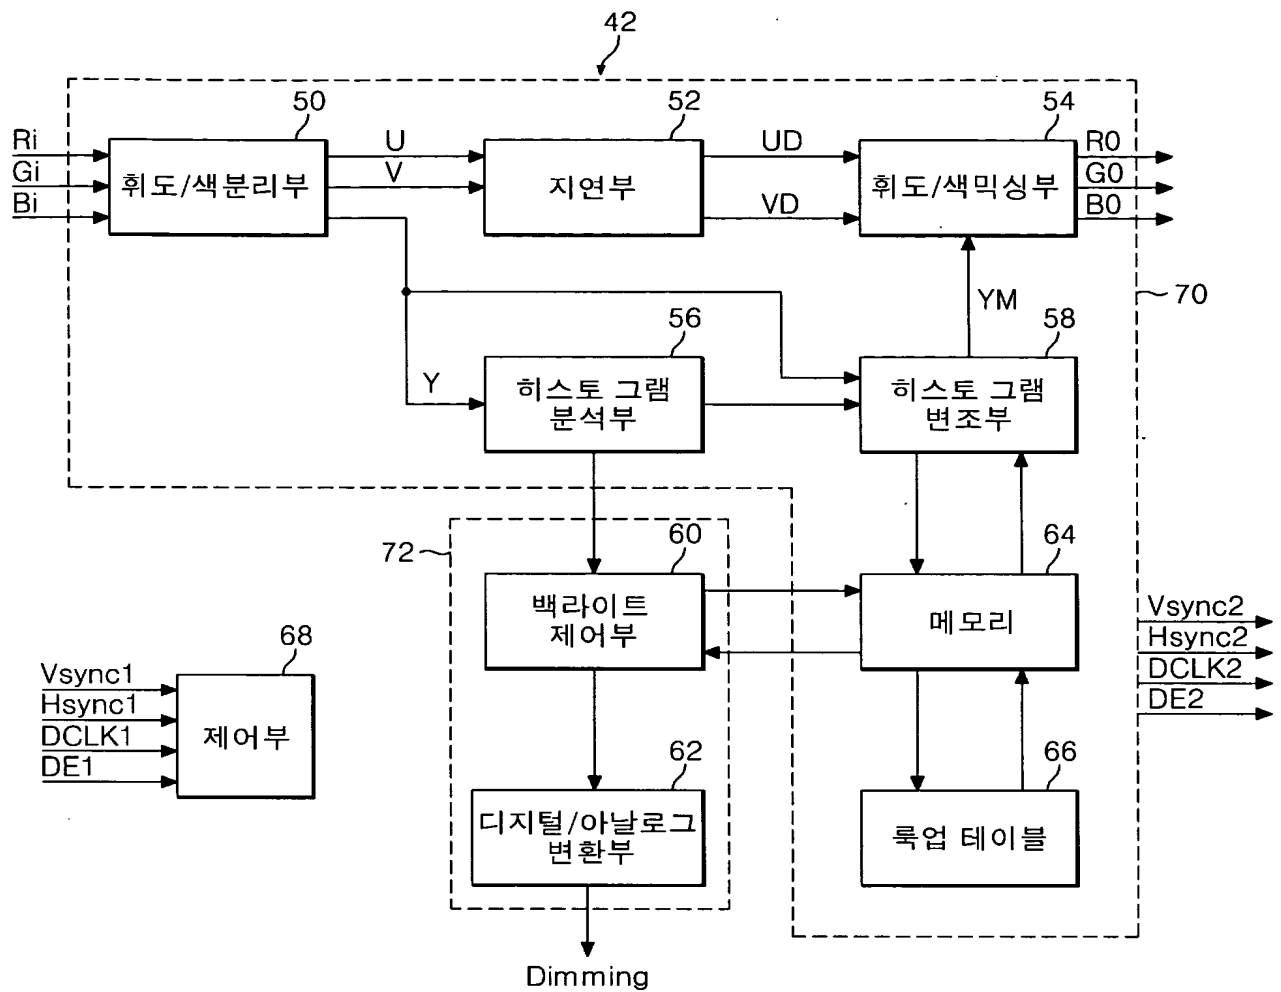 42
50
52
54
Ri
Gi
Bi
휘도/색분리부
U
V
지연부
UD
VD
휘도/색믹싱부
R0
G0
B0
70
YM
56
58
Y
히스토 그램
분석부
히스토 그램
변조부
72
60
64
백라이트
제어부
메모리
Vsync2
Hsync2
DCLK2
DE2
68
Vsync1
Hsync1
DCLK1
DE1
제어부
62
66
디지털/아날로그
변환부
룩업 테이블
Dimming